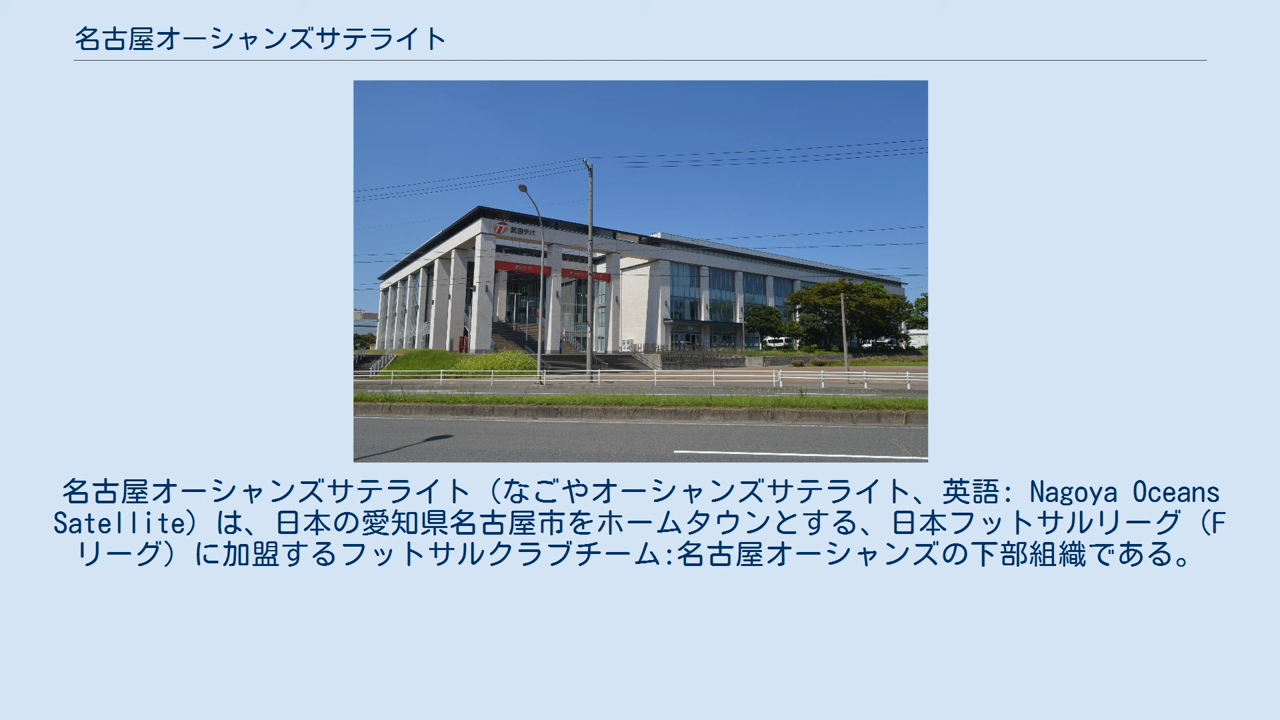 名古屋オーシャンズサテライト
武田テバ
名古屋オーシャンズサテライト（なごやオーシャンズサテライト、英語: Nagoya Oceans
Satellite）は、日本の愛知県名古屋市をホームタウンとする、日本フットサルリーグ（F
リーグ）に加盟するフットサルクラブチーム:名古屋オーシャンズの下部組織である。